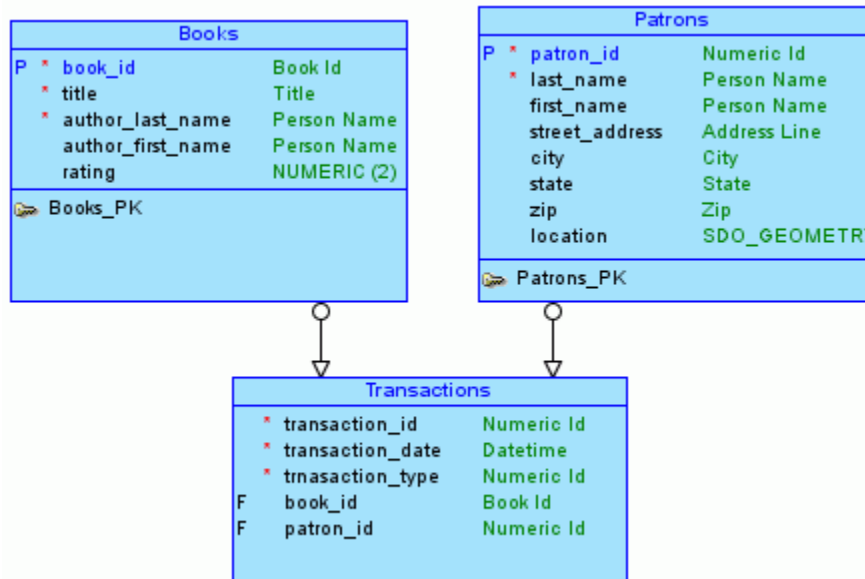 Books
P * book_id Book Id
* title Title
* author_last_name Person Name
author_first_name Person Name
rating NUMERIC (2)
Books_PK
Patrons
P * patron_id Numeric Id
* last_name Person Name
first_name Person Name
street_address Address Line
city City
state State
zip Zip
location SDO_GEOMETRY
Patrons_PK
Transactions
* transaction_id Numeric Id
* transaction_date Datetime
* trnasaction_type Numeric Id
F book_id Book Id
F patron_id Numeric Id